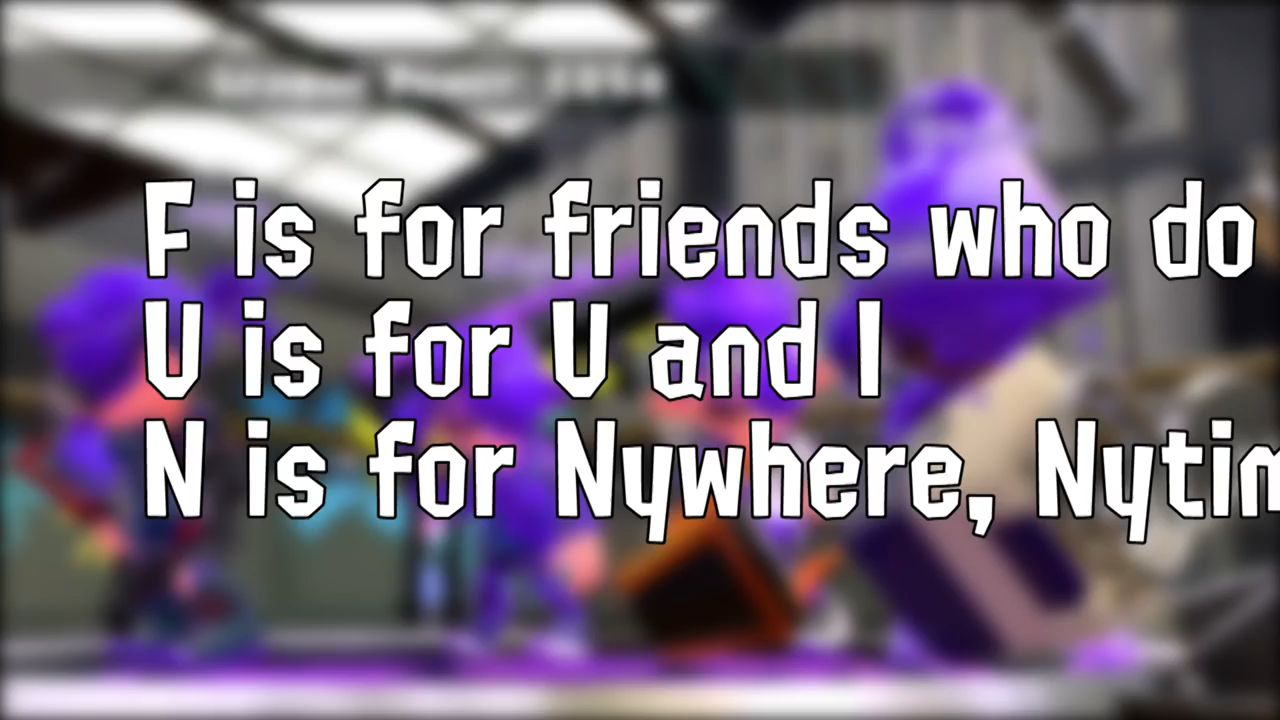 F is for friends who do
U is for U and I
N is for Nywhere, Nytim